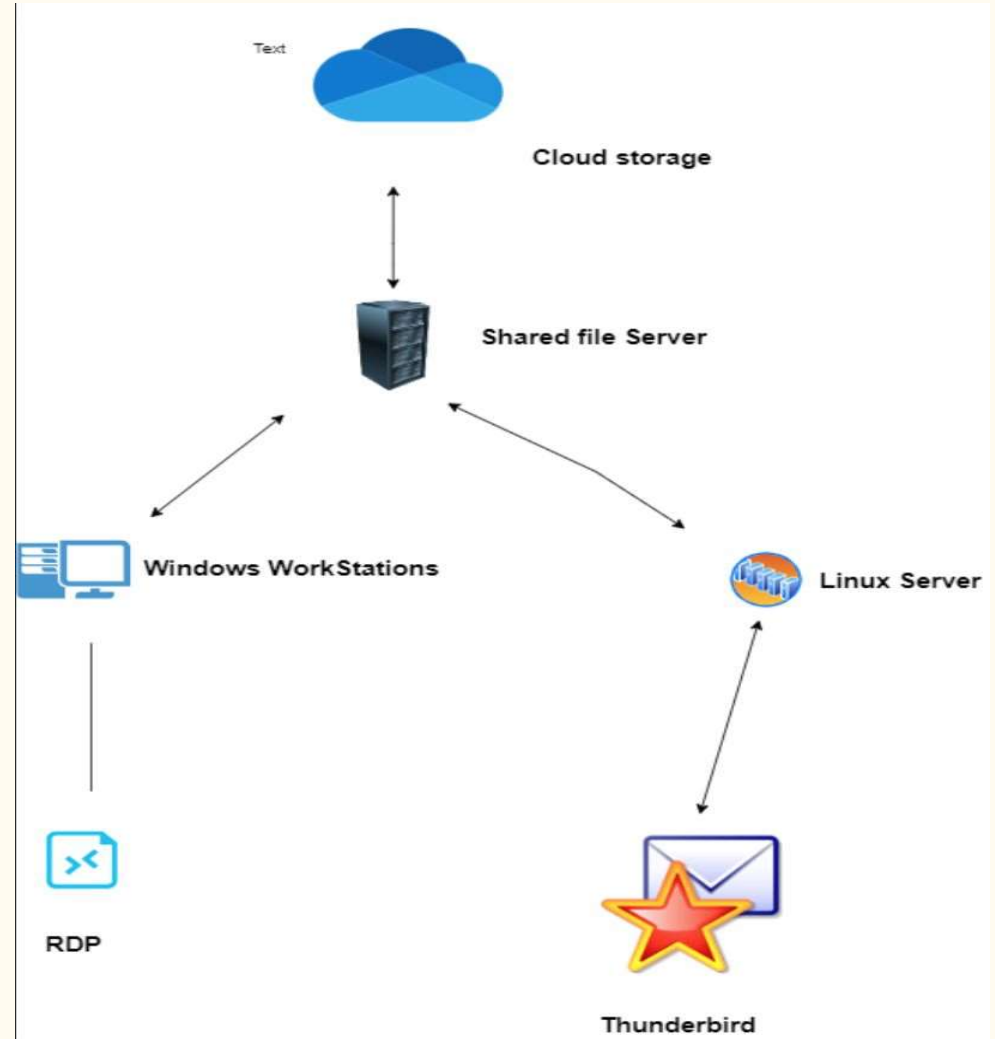 Text
Cloud storage
Shared file Server
Windows WorkStations
Linux Server
RDP
Thunderbird